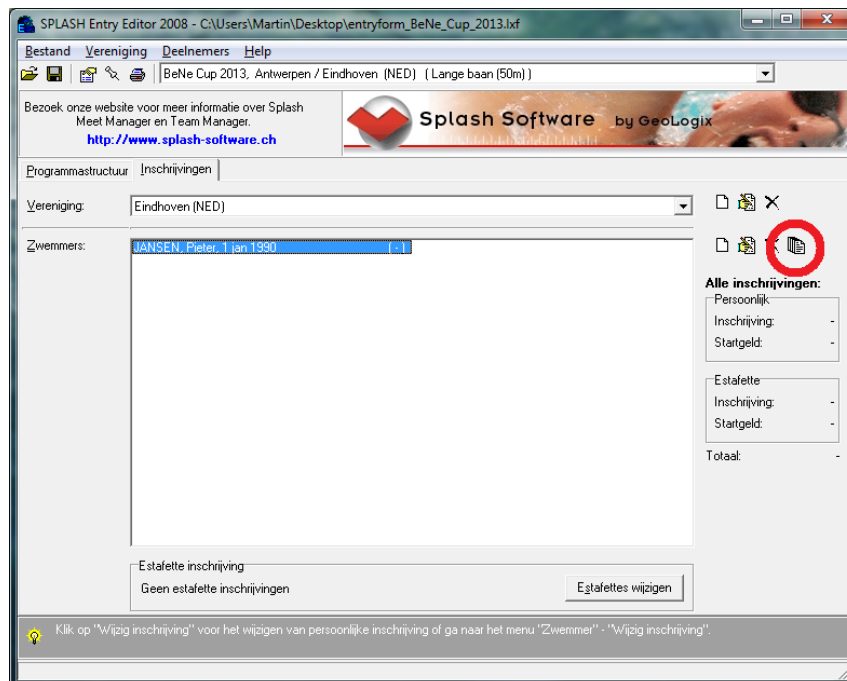 SPLASH Entry Editor 2008 - C:\Users\Martin\Desktop\entryform_BeNe_Cup_2013.lxf
Bestand Vereniging Deelnemers Help
BeNe Cup 2013, Antwerpen / Eindhoven (NED) ( Lange baan (50m) )
Bezoek onze website voor meer informatie over Splash
Meet Manager en Team Manager.
http://www.splash-software.ch
Splash Software by GeoLogix
Programmastructuur Inschrijvingen
Vereniging: Eindhoven (NED)
Zwemmers: JANSEN, Pieter, 1 jan 1990 ( - )
Alle inschrijvingen:
Persoonlijk
Inschrijving: -
Startgeld: -
Estafette
Inschrijving: -
Startgeld: -
Totaal: -
Estafette inschrijving
Geen estafette inschrijvingen Estafettes wijzigen
Klik op "Wijzig inschrijving" voor het wijzigen van persoonlijke inschrijving of ga naar het menu "Zwemmer" - "Wijzig inschrijving".